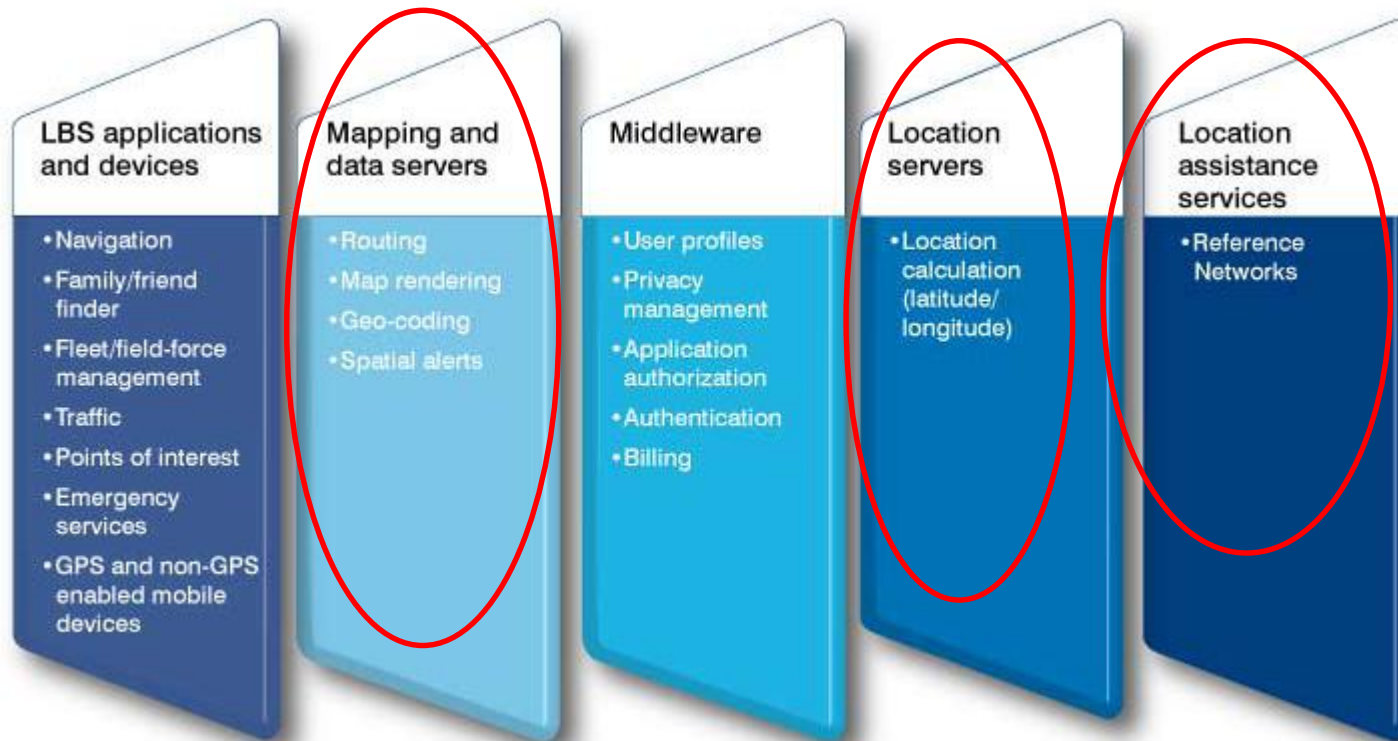 LBS applications
and devices
•Navigation
•Family/friend
finder
•Fleet/field-force
management
•Traffic
•Points of interest
•Emergency
services
•GPS and non-GPS
enabled mobile
devices
Mapping and
data servers
•Routing
•Map rendering
•Geo-coding
•Spatial alerts
Middleware
•User profiles
•Privacy
management
•Application
authorization
•Authentication
•Billing
Location
servers
•Location
calculation
(latitude/
longitude)
Location
assistance
services
•Reference
Networks